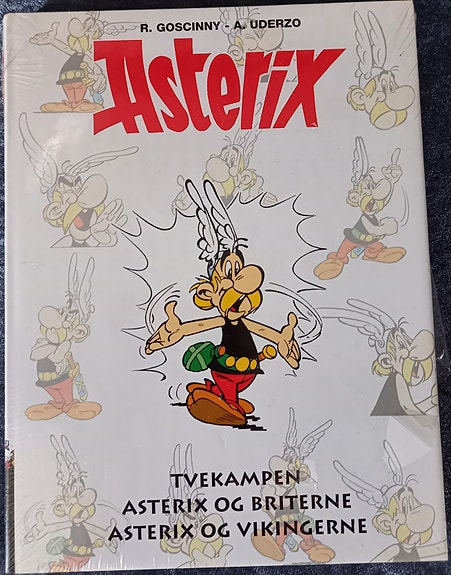 R. GOSCINNY - A. UDERZO
Asterix
TVEKAMPEN
ASTERIX OG BRITERNE
ASTERIX OG VIKINGERNE